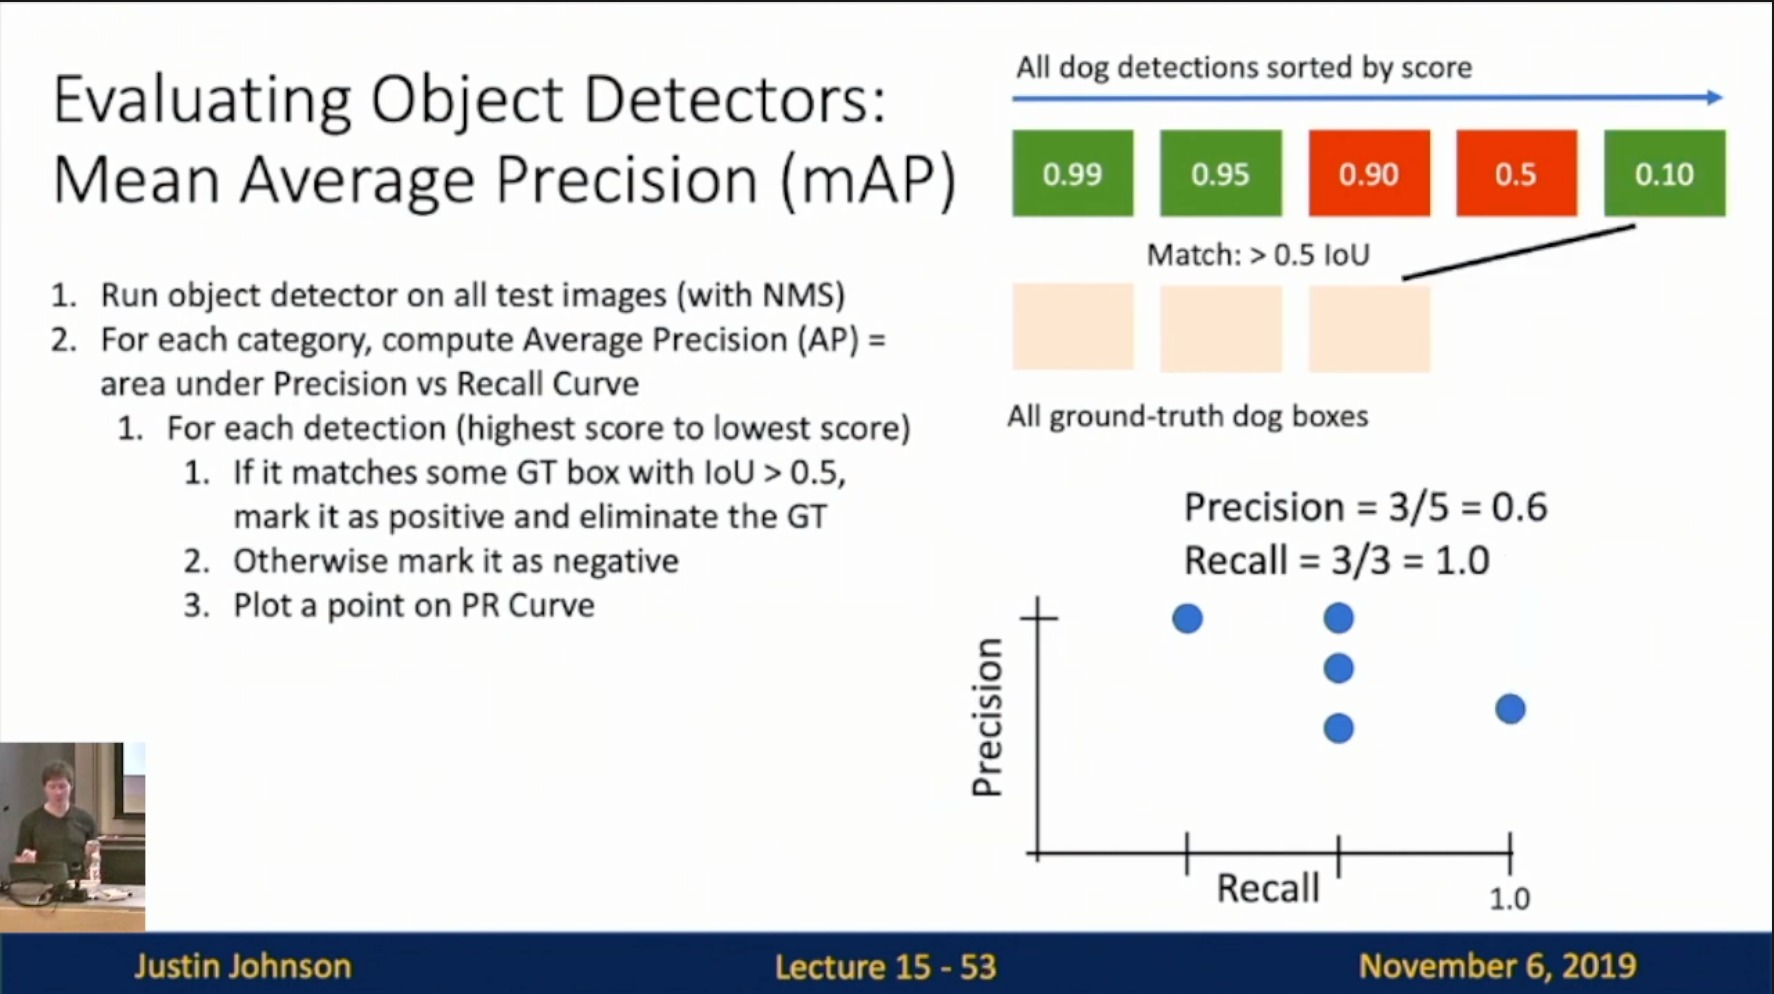 Evaluating Object Detectors:
Mean Average Precision (mAP)
1. Run object detector on all test images (with NMS)
2. For each category, compute Average Precision (AP) =
area under Precision vs Recall Curve
1. For each detection (highest score to lowest score)
1. If it matches some GT box with IoU > 0.5,
mark it as positive and eliminate the GT
2. Otherwise mark it as negative
3. Plot a point on PR Curve
All dog detections sorted by score
0.99 0.95 0.90 0.5 0.10
Match: > 0.5 IoU
All ground-truth dog boxes
Precision = 3/5 = 0.6
Recall = 3/3 = 1.0
Precision
Recall
1.0
Justin Johnson
Lecture 15 - 53
November 6, 2019